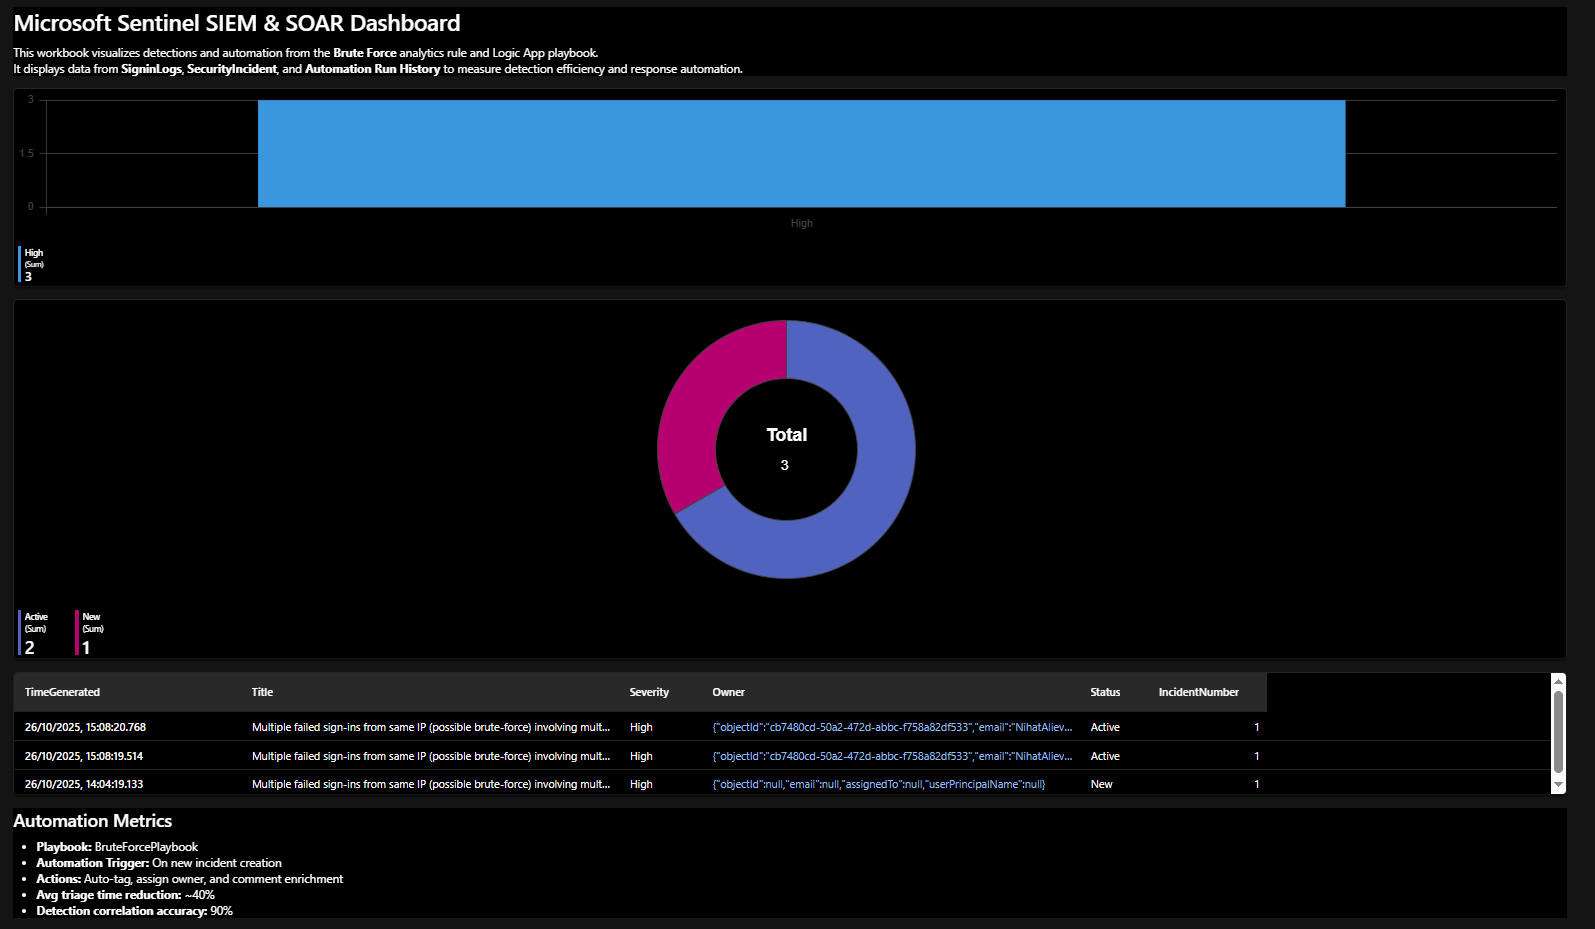 Microsoft Sentinel SIEM & SOAR Dashboard
This workbook visualizes detections and automation from the Brute Force analytics rule and Logic App playbook.
It displays data from SigninLogs, SecurityIncident, and Automation Run History to measure detection efficiency and response automation.
3
1.5
0
High
High
(Sum)
3
Total
3
Active
(Sum)
2
New
(Sum)
1
TimeGenerated Title Severity Owner Status IncidentNumber
26/10/2025, 15:08:20.768 Multiple failed sign-ins from same IP (possible brute-force) involving mult... High {"objectId":"cb7480cd-50a2-472d-abbc-f758a82df533","email":"NihatAliev... Active 1
26/10/2025, 15:08:19.514 Multiple failed sign-ins from same IP (possible brute-force) involving mult... High {"objectId":"cb7480cd-50a2-472d-abbc-f758a82df533","email":"NihatAliev... Active 1
26/10/2025, 14:04:19.133 Multiple failed sign-ins from same IP (possible brute-force) involving mult... High {"objectId":null,"email":null,"assignedTo":null,"userPrincipalName":null} New 1
Automation Metrics
• Playbook: BruteForcePlaybook
• Automation Trigger: On new incident creation
• Actions: Auto-tag, assign owner, and comment enrichment
• Avg triage time reduction: ~40%
• Detection correlation accuracy: 90%